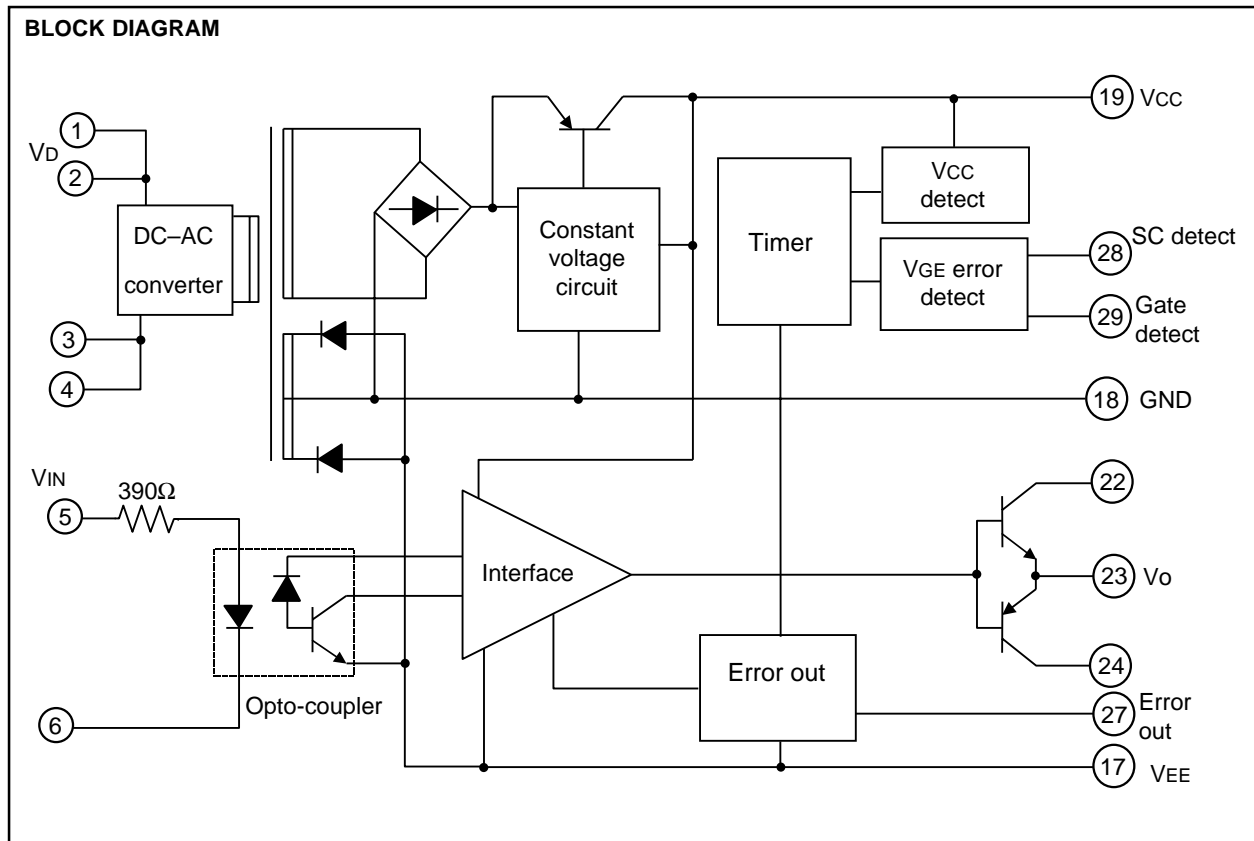 BLOCK DIAGRAM
1
VD
2
DC–AC
converter
3
4
Constant
voltage
circuit
Timer
VCC
detect
VGE error
detect
19 VCC
SC detect
28
29 Gate
detect
18 GND
VIN
5
390Ω
Opto-coupler
6
Interface
Error out
22
23 Vo
24
27 Error
out
17 VEE